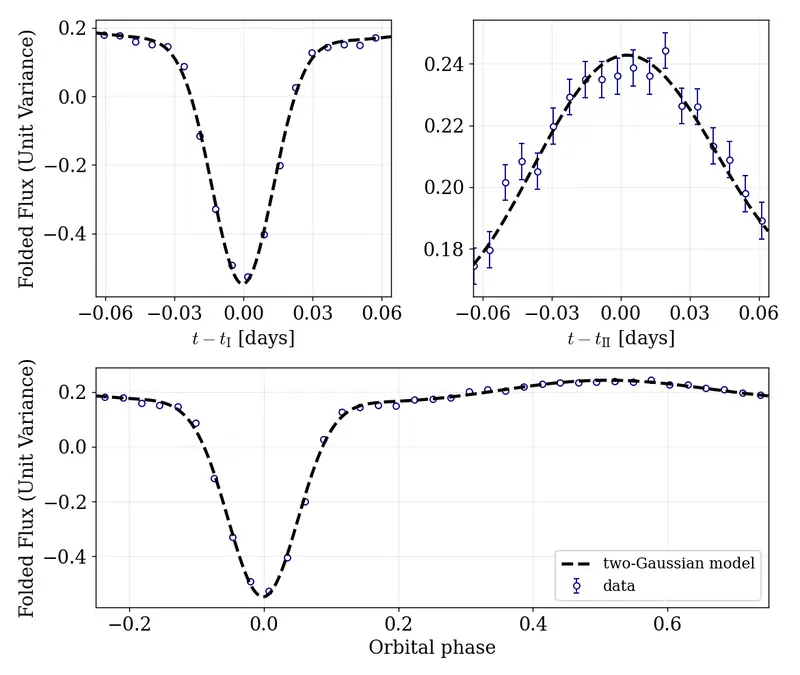 0.2
0.0
−0.2
−0.4
Folded Flux (Unit Variance)
−0.06 −0.03 0.00 0.03 0.06
t − tI [days]
0.24
0.22
0.20
0.18
−0.06 −0.03 0.00 0.03 0.06
t − tII [days]
0.2
0.0
−0.2
−0.4
Folded Flux (Unit Variance)
two-Gaussian model
data
−0.2 0.0 0.2 0.4 0.6
Orbital phase